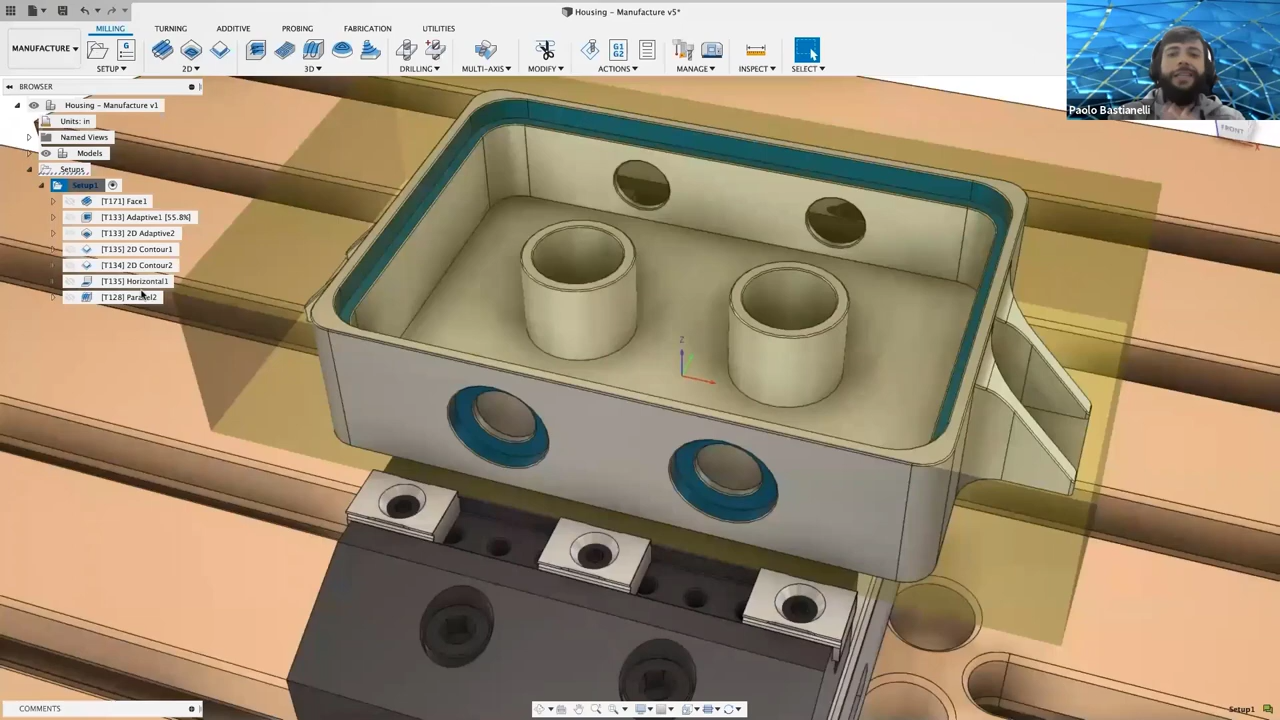 Housing - Manufacture v5*
MILLING TURNING ADDITIVE PROBING FABRICATION UTILITIES
MANUFACTURE
G1
G2
SETUP 2D 3D DRILLING MULTI-AXIS MODIFY ACTIONS MANAGE INSPECT SELECT
Paolo Bastianelli
BROWSER
Housing - Manufacture v1
Units: in
Named Views
Models
Setups
Setup1
[T171] Face1
[T133] Adaptive1 [55.8%]
[T133] 2D Adaptive2
[T135] 2D Contour1
[T134] 2D Contour2
[T135] Horizontal1
[T128] Parallel2
FRONT
X
Z
COMMENTS
Setup1